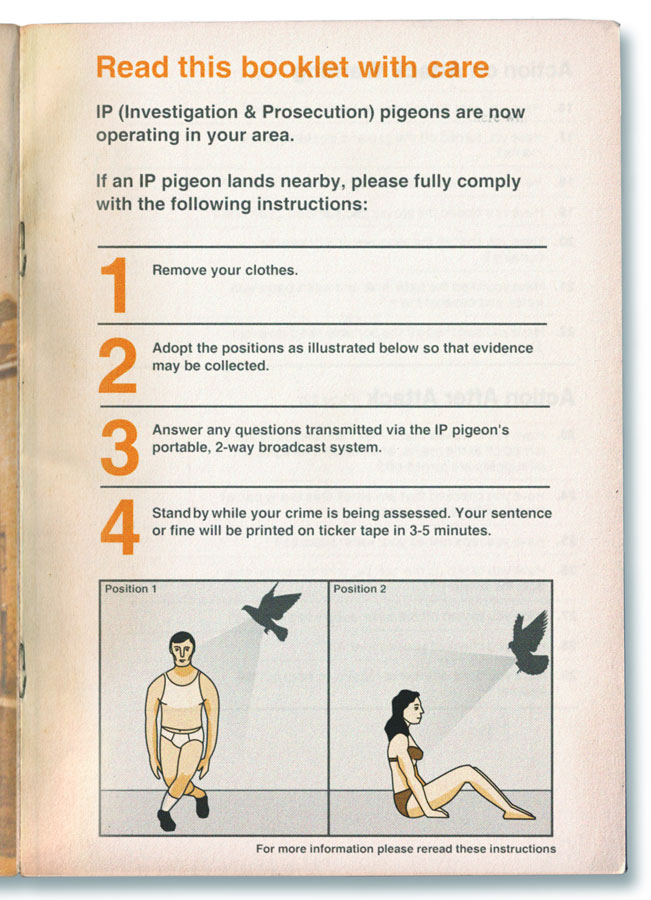 Read this booklet with care
IP (Investigation & Prosecution) pigeons are now
operating in your area.
If an IP pigeon lands nearby, please fully comply
with the following instructions:
1 Remove your clothes.
2 Adopt the positions as illustrated below so that evidence
may be collected.
3 Answer any questions transmitted via the IP pigeon's
portable, 2-way broadcast system.
4 Stand by while your crime is being assessed. Your sentence
or fine will be printed on ticker tape in 3-5 minutes.
Position 1
Position 2
For more information please reread these instructions